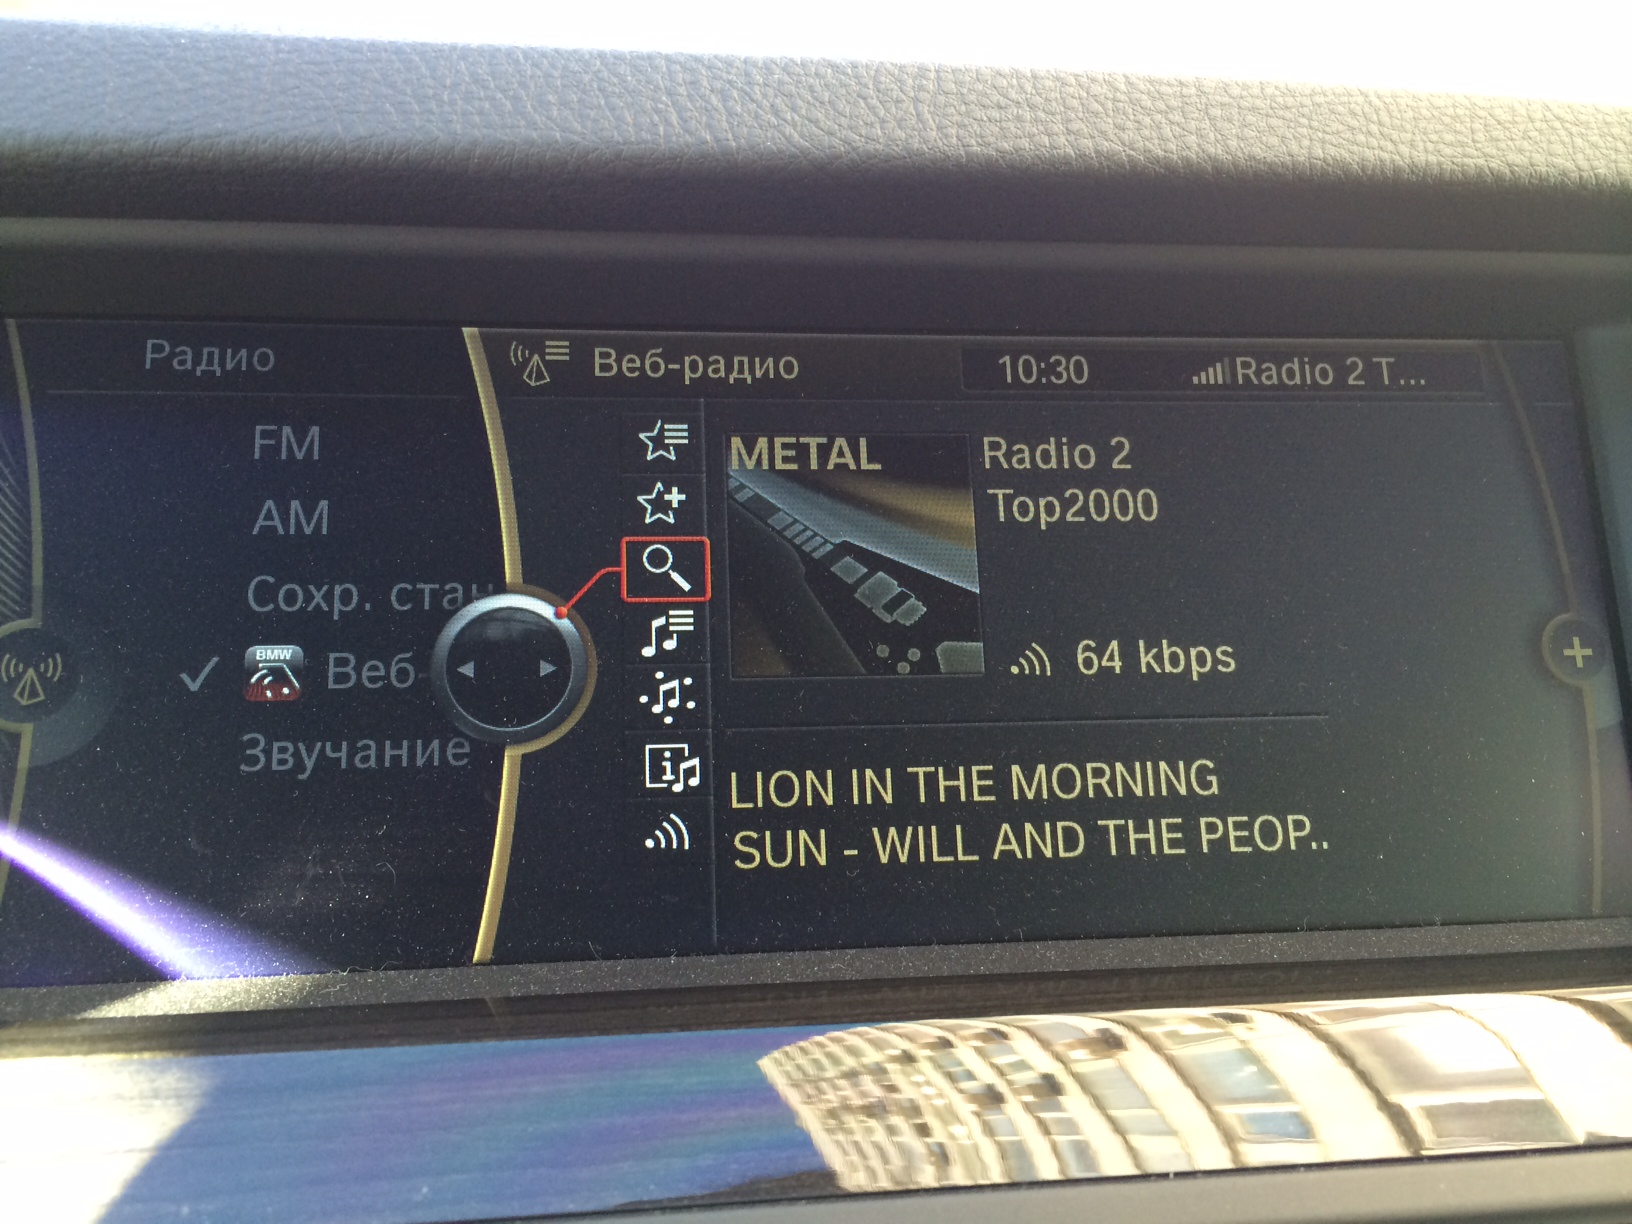 Радио
FM
AM
Сохр. стан
BMW
Веб-
Звучание
Веб-радио
10:30
Radio 2 T...
METAL
Radio 2
Top2000
64 kbps
LION IN THE MORNING
SUN - WILL AND THE PEOP..